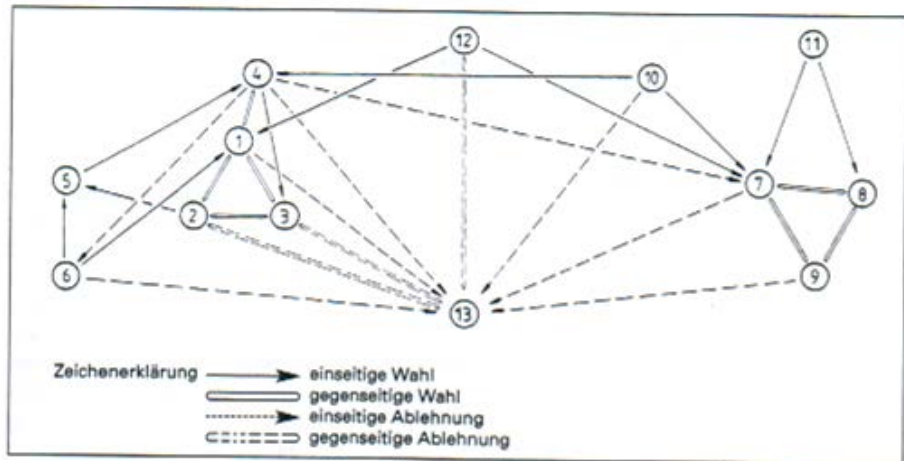 12
11
4
10
1
5
7
8
2
3
6
9
13
Zeichenerklärung
einseitige Wahl
gegenseitige Wahl
einseitige Ablehnung
gegenseitige Ablehnung